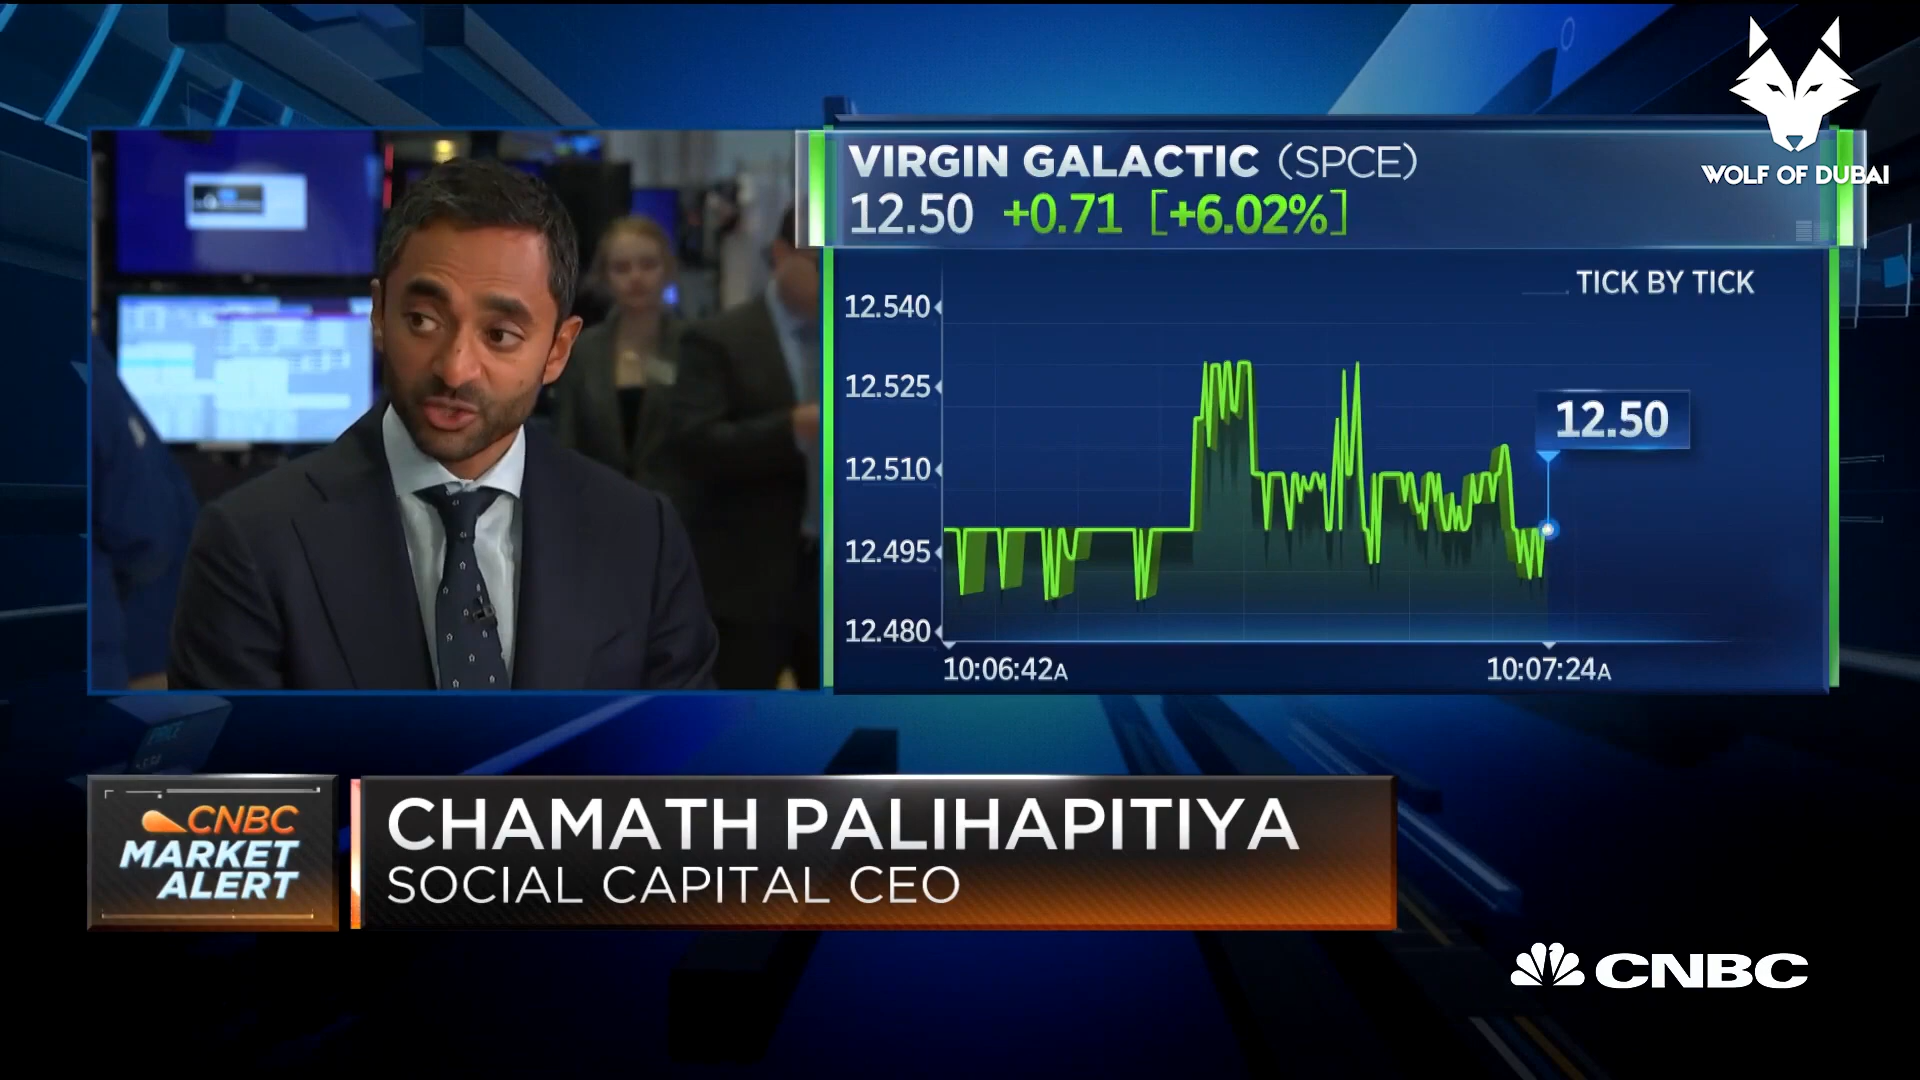 WOLF OF DUBAI
VIRGIN GALACTIC (SPCE)
12.50 +0.71 [+6.02%]
TICK BY TICK
12.540
12.525
12.510
12.495
12.480
12.50
10:06:42A
10:07:24A
CNBC
MARKET
ALERT
CHAMATH PALIHAPITIYA
SOCIAL CAPITAL CEO
CNBC